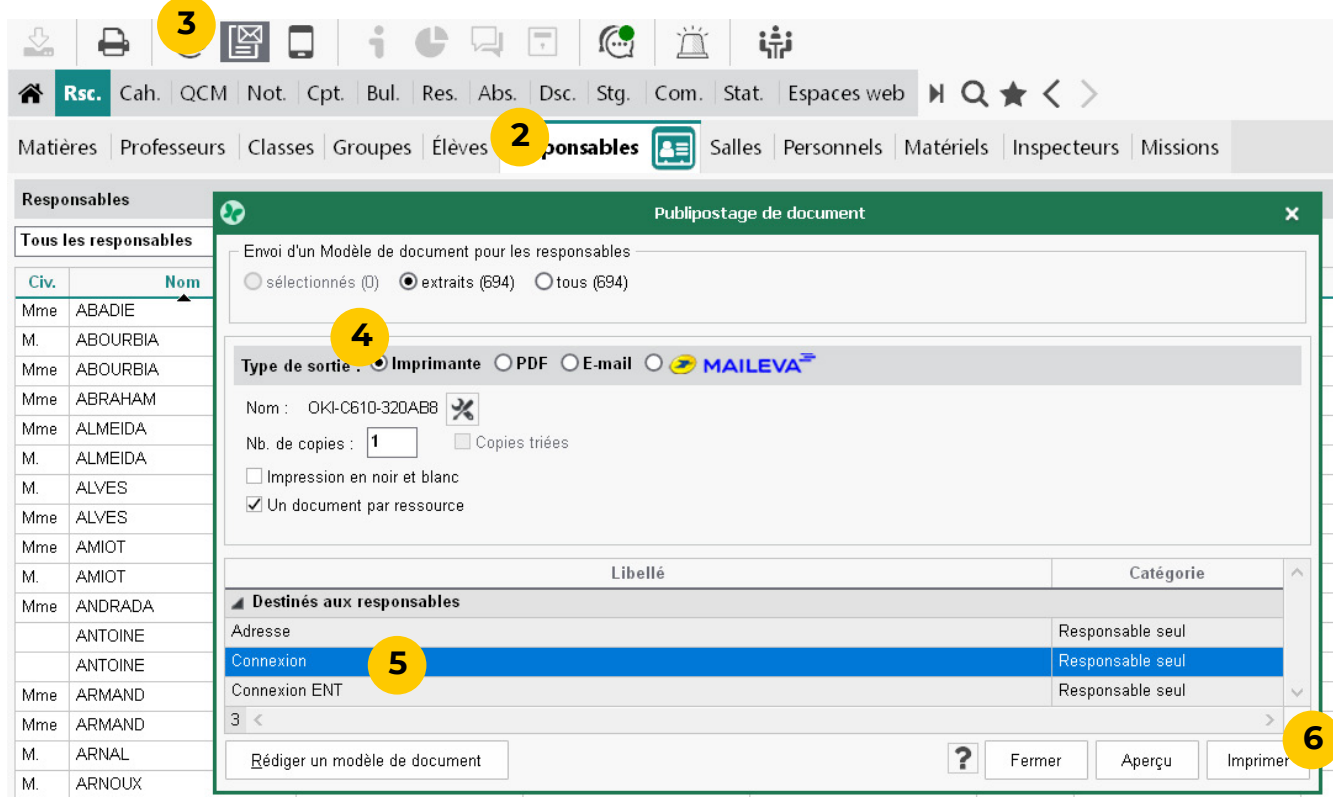 3
Rsc. Cah. QCM Not. Cpt. Bul. Res. Abs. Dsc. Stg. Com. Stat. Espaces web
Matières Professeurs Classes Groupes Élèves 2 ponsables Salles Personnels Matériels Inspecteurs Missions
Responsables
Publipostage de document
Tous les responsables
Envoi d'un Modèle de document pour les responsables
sélectionnés (0) extraits (694) tous (694)
Civ. Nom
Mme ABADIE
M. ABOURBIA
4
Mme ABOURBIA
Type de sortie : Imprimante PDF E-mail MAILEVA
Mme ABRAHAM
Nom : OKI-C610-320AB8
Mme ALMEIDA
Nb. de copies : 1 Copies triées
M. ALMEIDA
Impression en noir et blanc
M. ALVES
Un document par ressource
Mme ALVES
Mme AMIOT
M. AMIOT
Libellé Catégorie
Mme ANDRADA
Destinés aux responsables
ANTOINE
Adresse Responsable seul
ANTOINE
Connexion 5 Responsable seul
Mme ARMAND
Connexion ENT Responsable seul
Mme ARMAND
3
6
M. ARNAL
Rédiger un modèle de document ? Fermer Aperçu Imprimer
M. ARNOUX